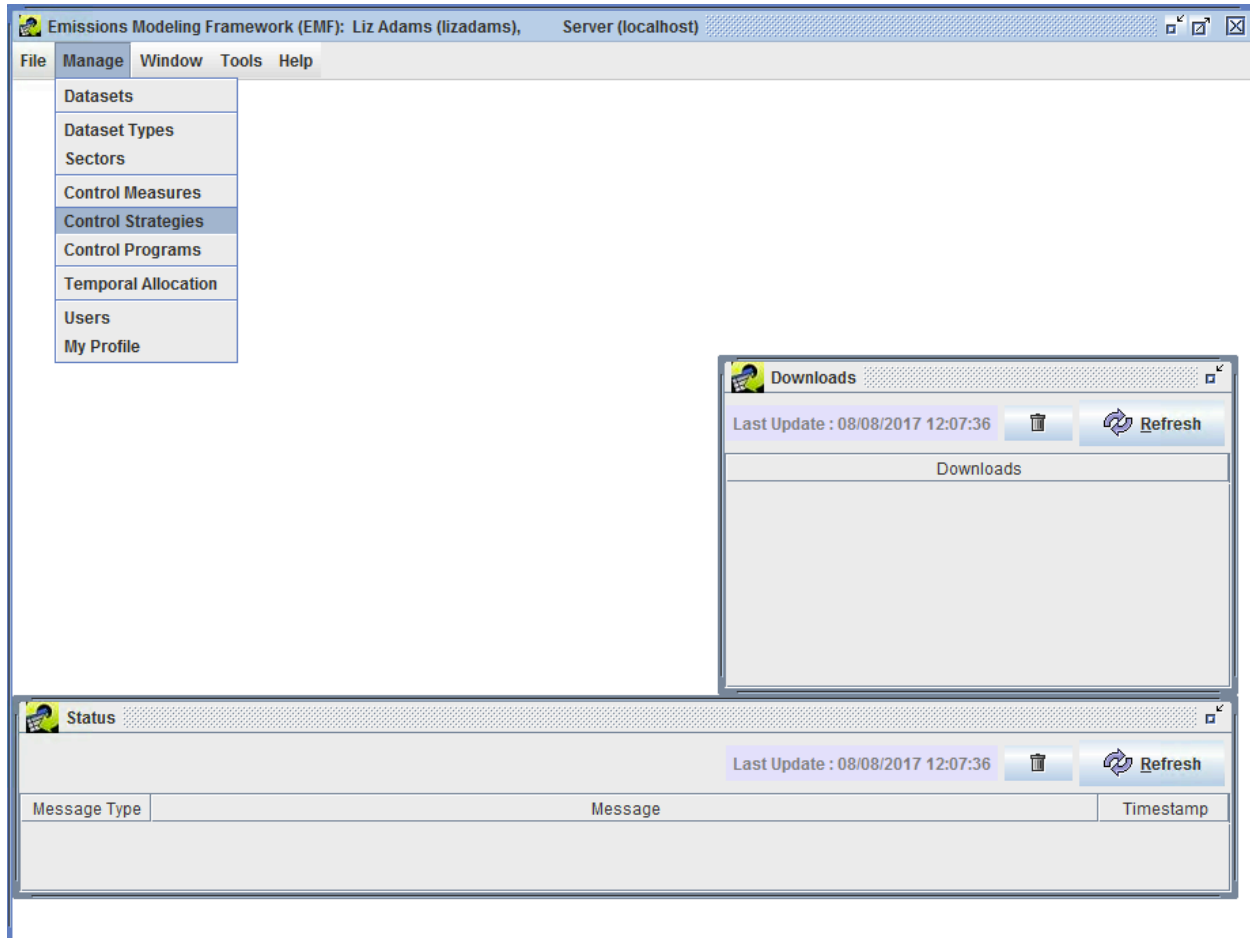 Emissions Modeling Framework (EMF): Liz Adams (lizadams), Server (localhost)
File Manage Window Tools Help
Datasets
Dataset Types
Sectors
Control Measures
Control Strategies
Control Programs
Temporal Allocation
Users
My Profile
Downloads
Last Update : 08/08/2017 12:07:36 Refresh
Downloads
Status
Last Update : 08/08/2017 12:07:36 Refresh
Message Type Message Timestamp